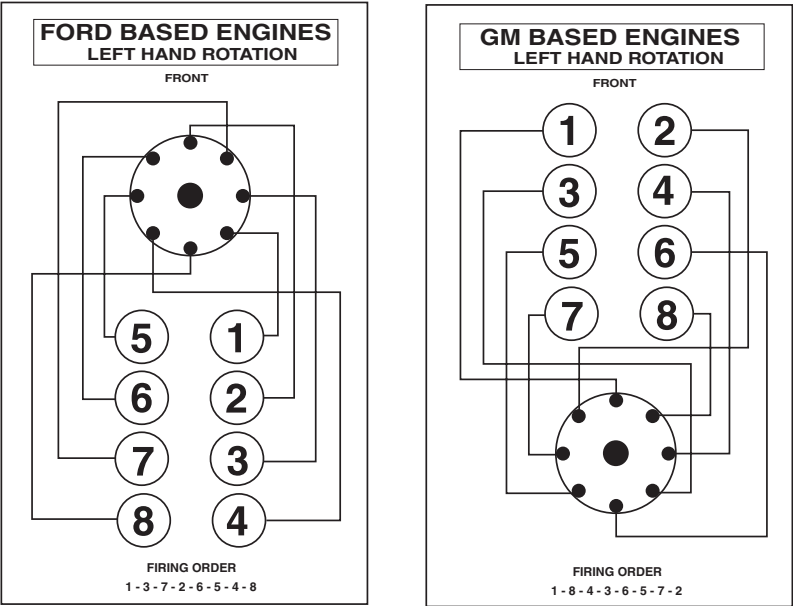 FORD BASED ENGINES
LEFT HAND ROTATION
FRONT
5 1
6 2
7 3
8 4
FIRING ORDER
1 - 3 - 7 - 2 - 6 - 5 - 4 - 8
GM BASED ENGINES
LEFT HAND ROTATION
FRONT
1 2
3 4
5 6
7 8
FIRING ORDER
1 - 8 - 4 - 3 - 6 - 5 - 7 - 2